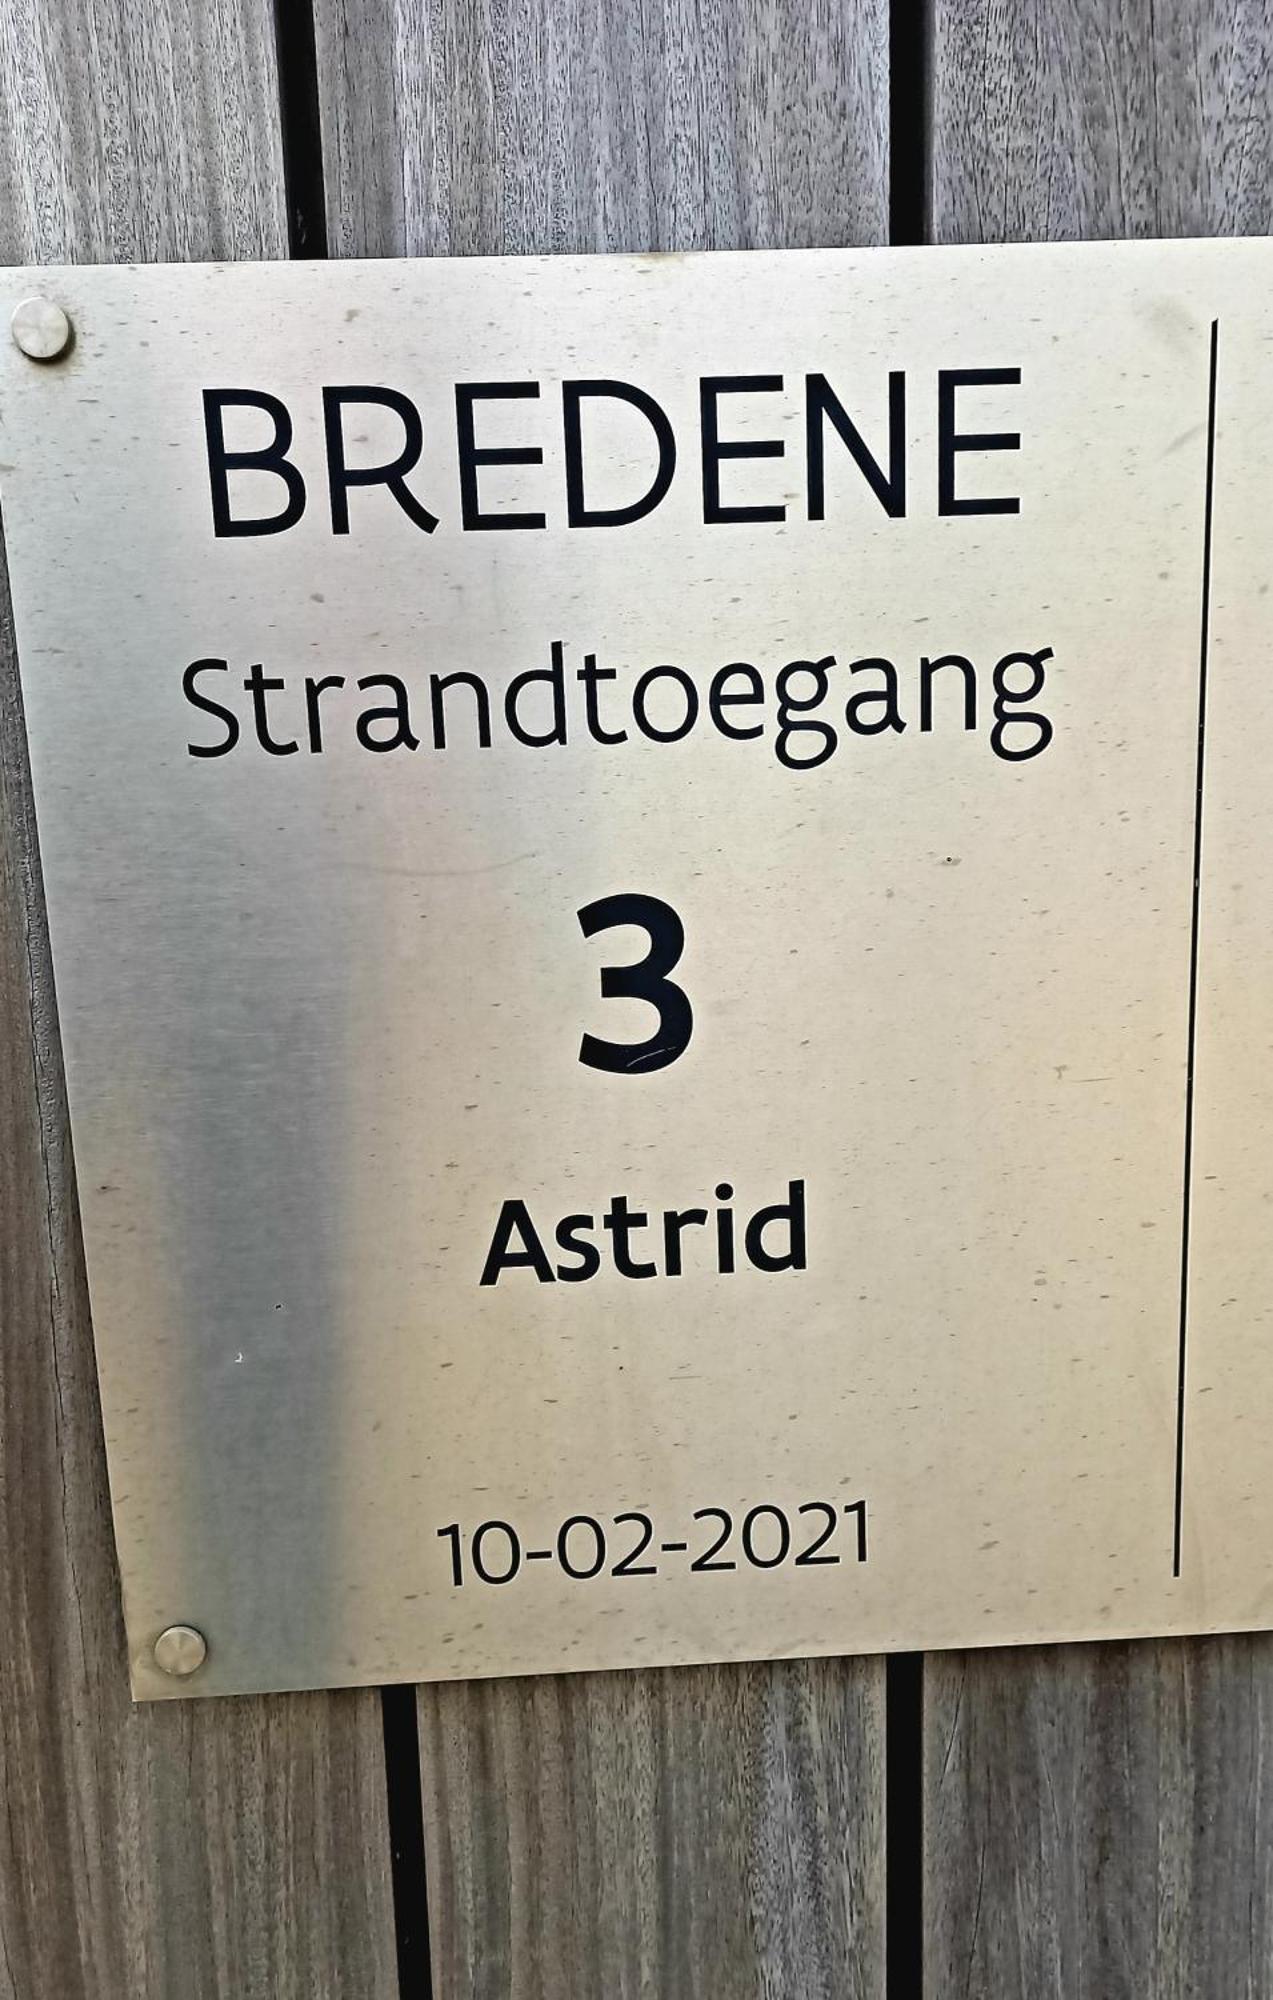 BREDENE
Strandtoegang
3
Astrid
10-02-2021